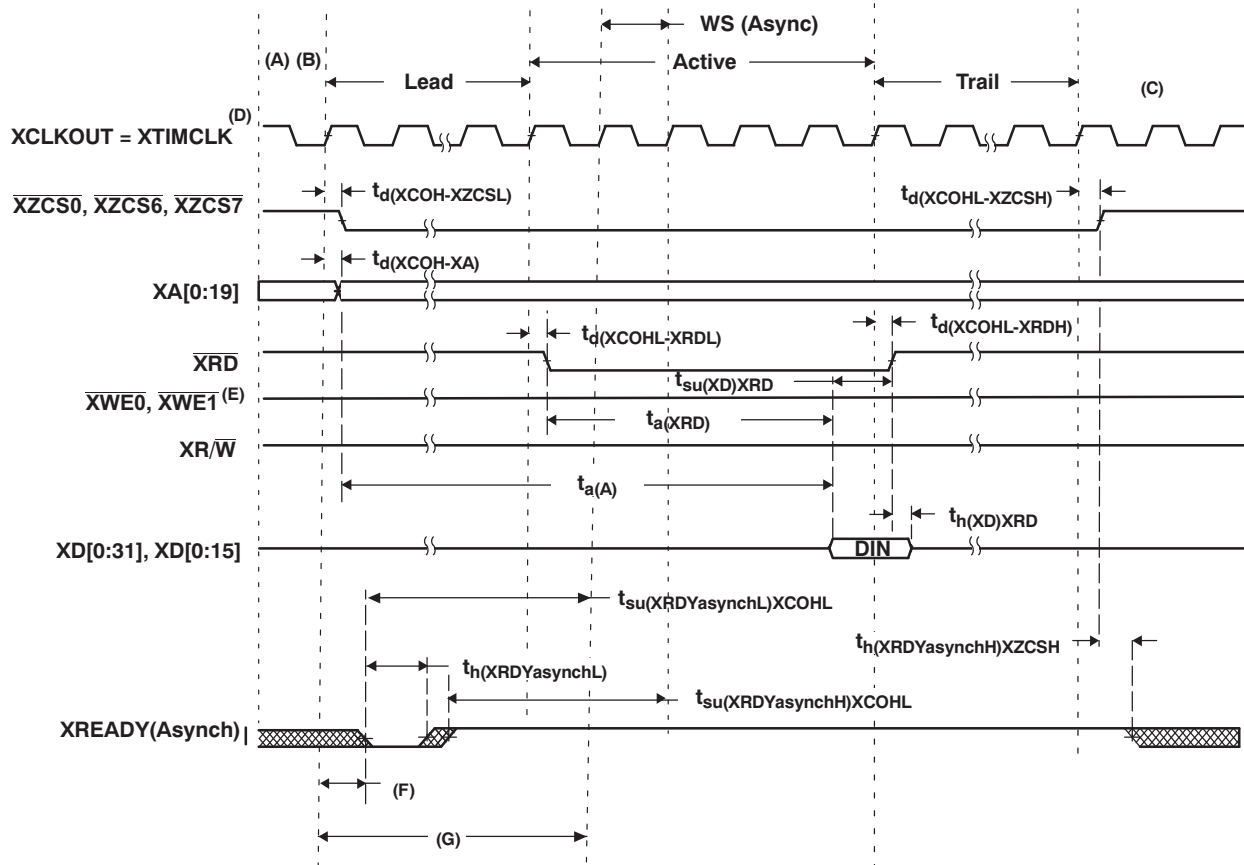 WS (Async)
(A) (B)
Active
Lead
Trail
(C)
(D)
XCLKOUT = XTIMCLK
td(XCOH-XZCSL)
td(XCOHL-XZCSH)
XZCS0, XZCS6, XZCS7
td(XCOH-XA)
XA[0:19]
td(XCOHL-XRDL)
td(XCOHL-XRDH)
XRD
tsu(XD)XRD
XWE0, XWE1 (E)
ta(XRD)
XR/W
ta(A)
th(XD)XRD
XD[0:31], XD[0:15]
DIN
tsu(XRDYasynchL)XCOHL
th(XRDYasynchH)XZCSH
th(XRDYasynchL)
tsu(XRDYasynchH)XCOHL
XREADY(Asynch)
(F)
(G)